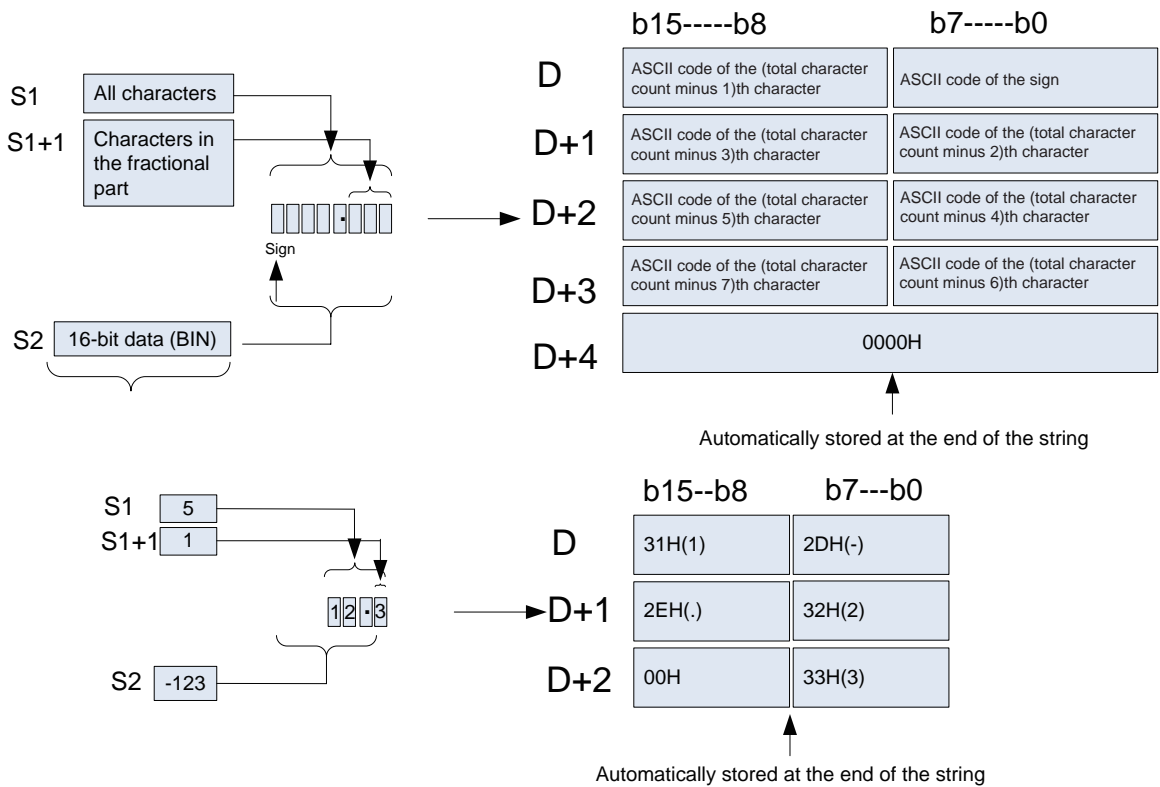 b15-----b8 b7-----b0
S1 All characters
S1+1 Characters in
the fractional
part
Sign
S2 16-bit data (BIN)
D ASCII code of the (total character
count minus 1)th character
ASCII code of the sign
D+1 ASCII code of the (total character
count minus 3)th character
ASCII code of the (total character
count minus 2)th character
D+2 ASCII code of the (total character
count minus 5)th character
ASCII code of the (total character
count minus 4)th character
D+3 ASCII code of the (total character
count minus 7)th character
ASCII code of the (total character
count minus 6)th character
D+4 0000H
Automatically stored at the end of the string
S1 5
S1+1 1
12.3
S2 -123
b15--b8 b7---b0
D 31H(1) 2DH(-)
D+1 2EH(.) 32H(2)
D+2 00H 33H(3)
Automatically stored at the end of the string